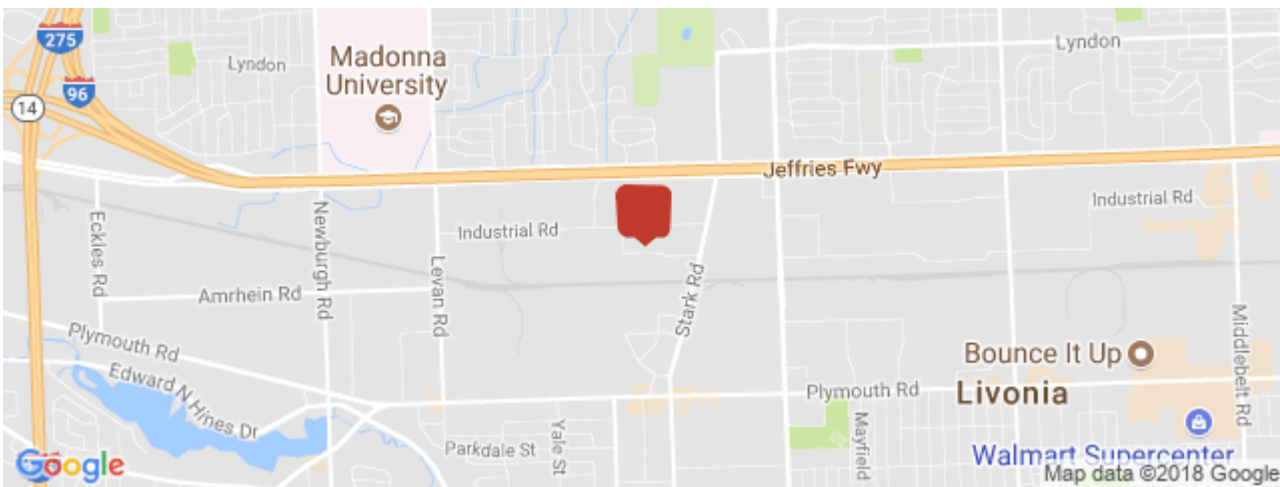 275
96
14
Lyndon
Madonna
University
Lyndon
Jeffries Fwy
Eckles Rd
Newburgh Rd
Levan Rd
Industrial Rd
Industrial Rd
Amrhein Rd
Stark Rd
Plymouth Rd
Edward N Hines Dr
Parkdale St
Yale St
Plymouth Rd
Mayfield
Bounce It Up
Livonia
Middlebelt Rd
Walmart Supercenter
Google
Map data ©2018 Google